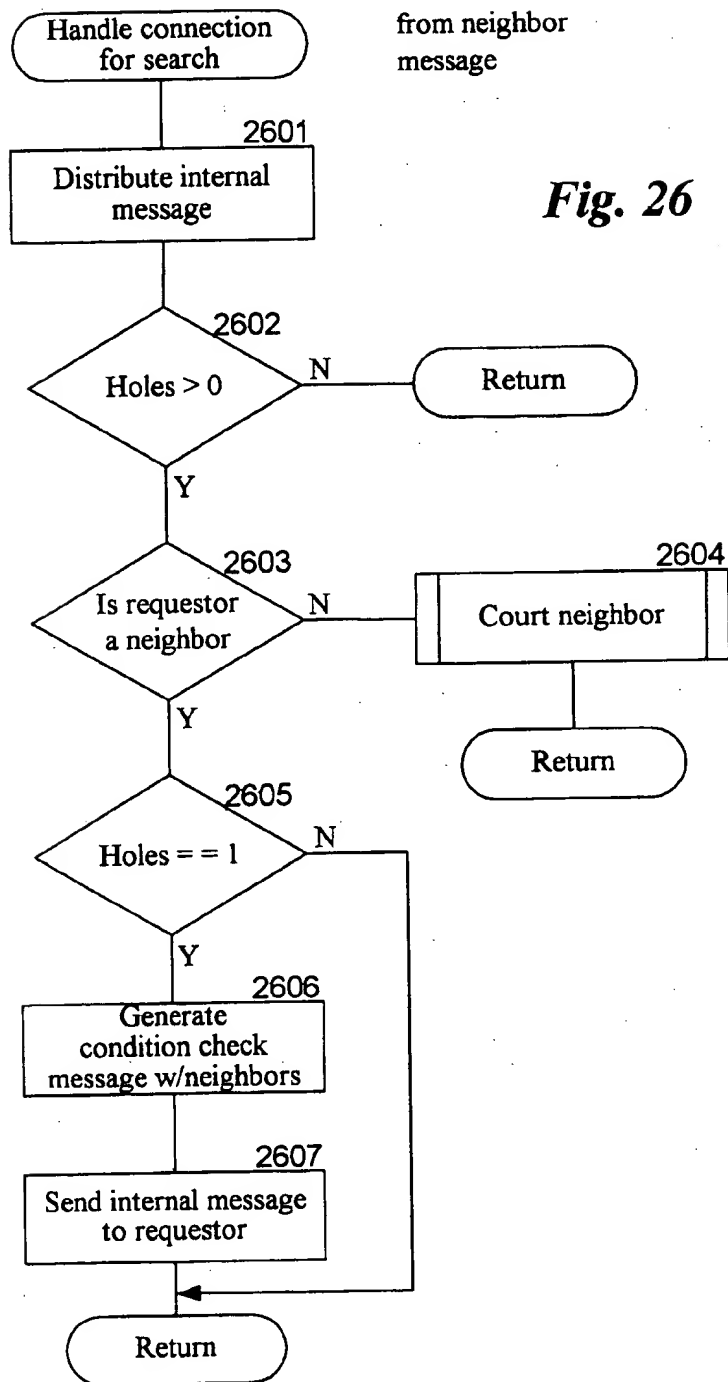 Handle connection
for search
from neighbor
message
2601
Distribute internal
message
Fig. 26
2602
Holes > 0
N
Return
Y
2603
Is requestor
a neighbor
N
2604
Court neighbor
Return
Y
2605
Holes = = 1
N
Y
2606
Generate
condition check
message w/neighbors
2607
Send internal message
to requestor
Return